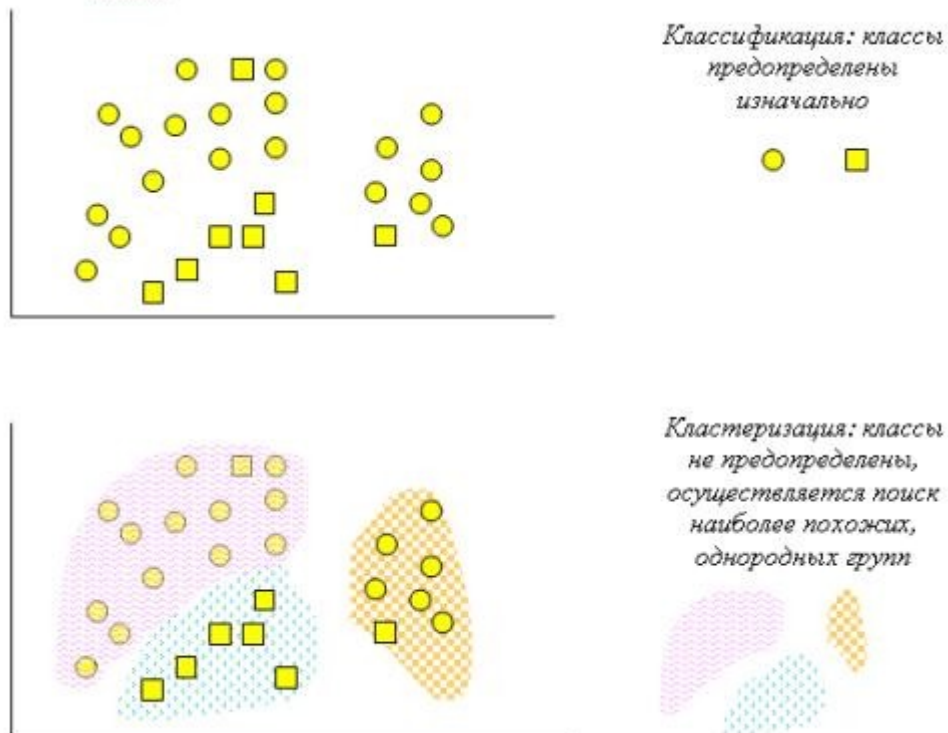 Классификация: классы
предопределены
изначально
Кластеризация: классы
не предопределены,
осуществляется поиск
наиболее похожих,
однородных групп